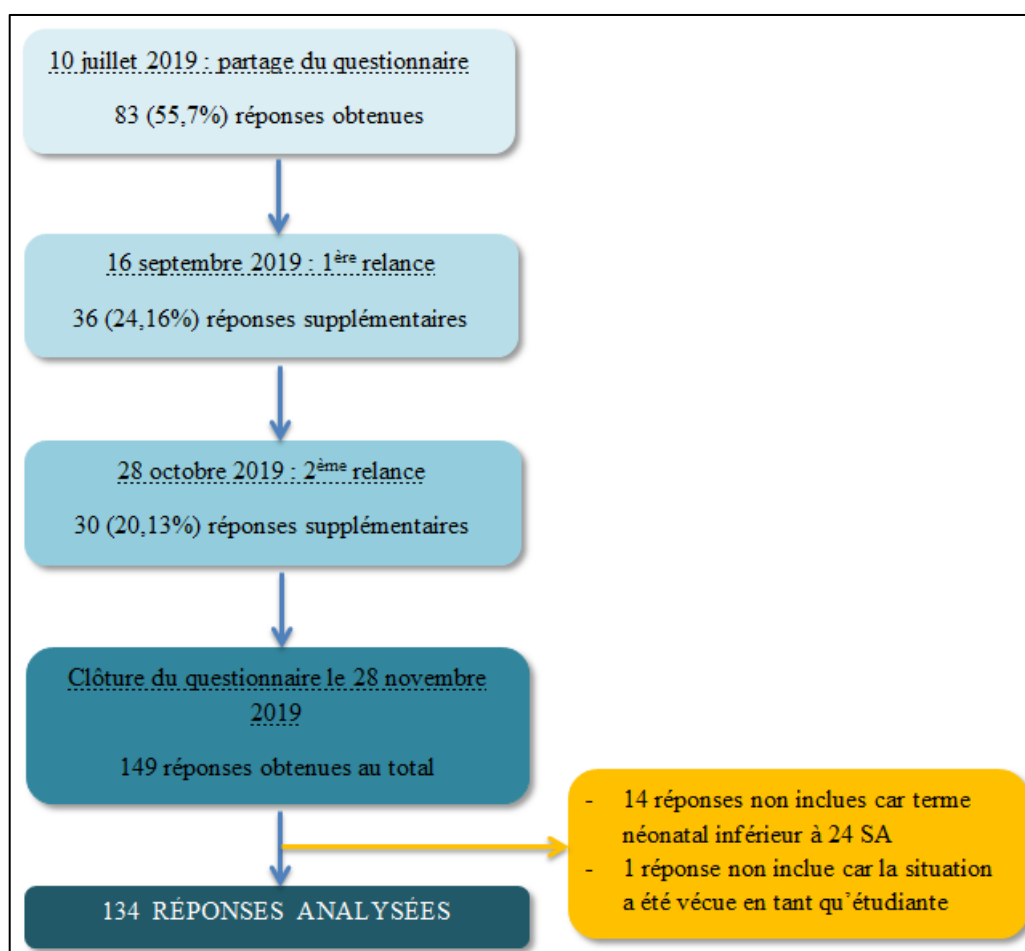 10 juillet 2019 : partage du questionnaire
83 (55,7%) réponses obtenues
16 septembre 2019 : 1ère relance
36 (24,16%) réponses supplémentaires
28 octobre 2019 : 2ème relance
30 (20,13%) réponses supplémentaires
Clôture du questionnaire le 28 novembre
2019
149 réponses obtenues au total
- 14 réponses non inclues car terme
néonatal inférieur à 24 SA
- 1 réponse non inclue car la situation
a été vécue en tant qu’étudiante
134 RÉPONSES ANALYSÉES